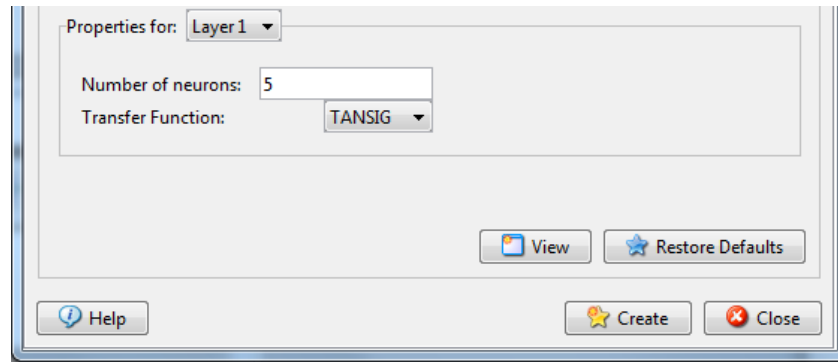 Properties for: Layer 1
Number of neurons: 5
Transfer Function: TANSIG
View Restore Defaults
Help Create Close